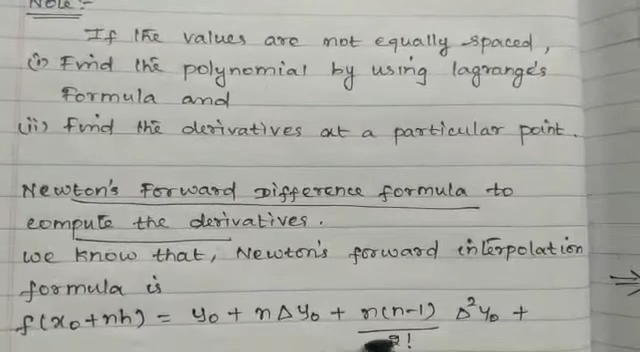 Note :-
If the values are not equally spaced,
(i) Find the polynomial by using lagrange's
Formula and
(ii) Find the derivatives at a particular point.
Newton's Forward Difference formula to
compute the derivatives.
we know that, Newton's forward interpolation
formula is
f(x₀+nh) = y₀ + nΔy₀ + n(n-1)/2! Δ²y₀ +